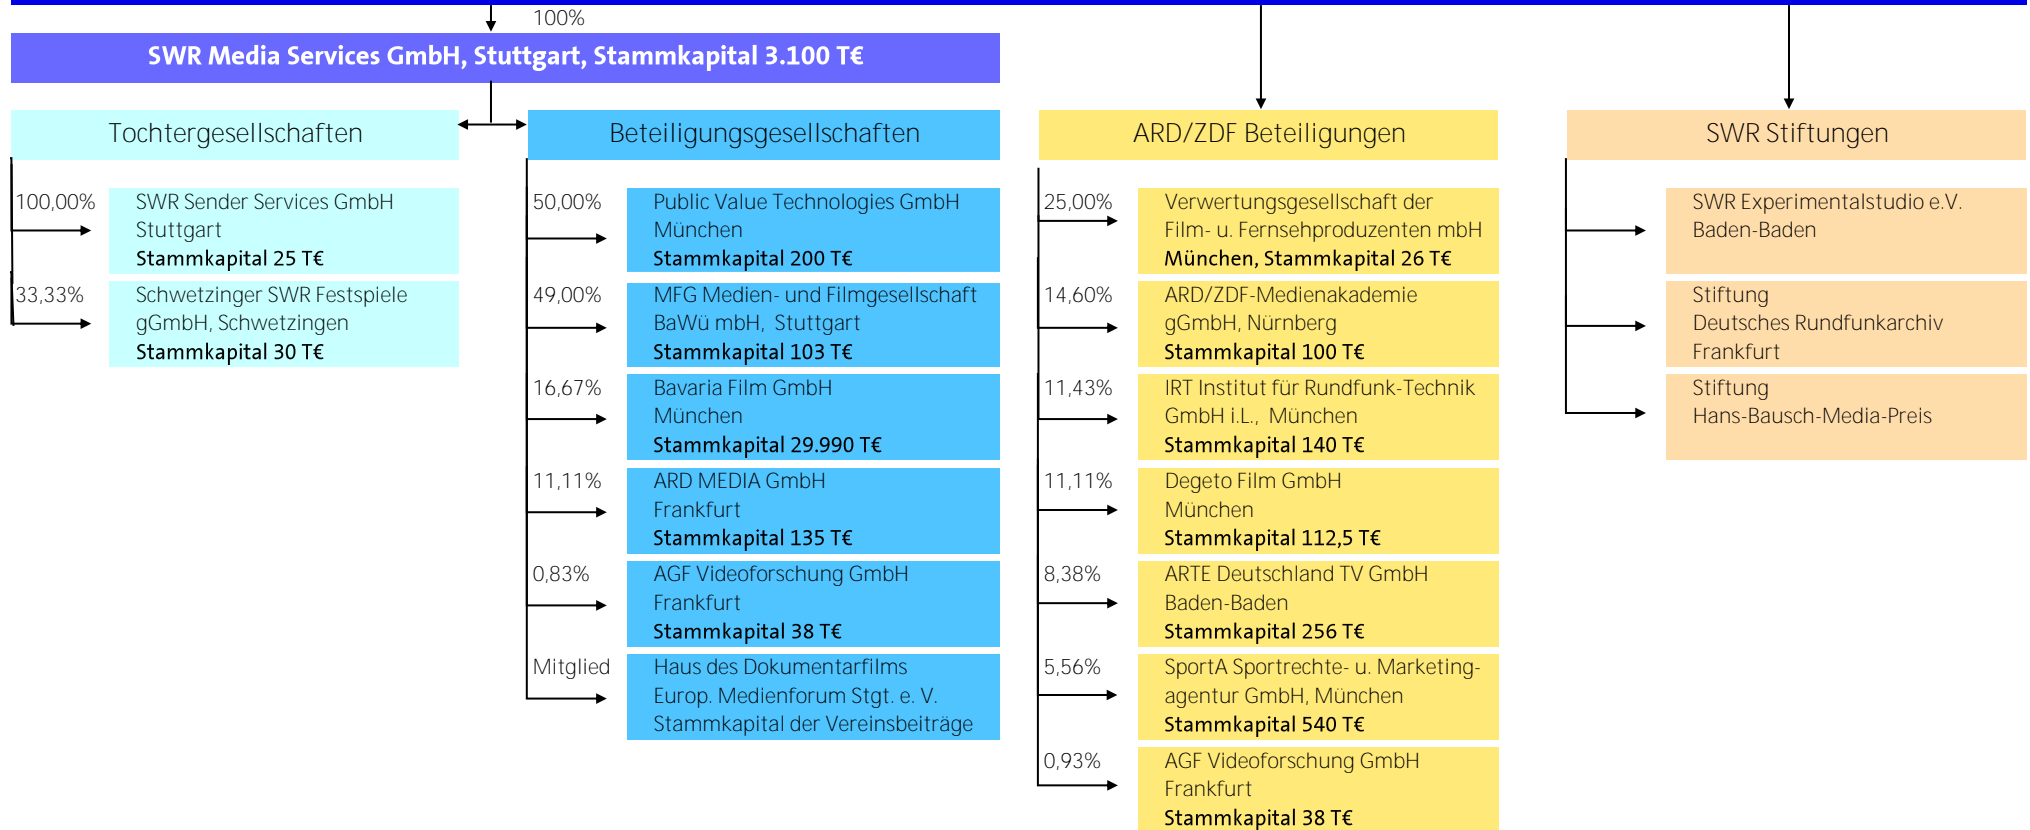 100%
SWR Media Services GmbH, Stuttgart, Stammkapital 3.100 T€
Tochtergesellschaften
100,00%
SWR Sender Services GmbH
Stuttgart
Stammkapital 25 T€
33,33%
Schwetzinger SWR Festspiele
gGmbH, Schwetzingen
Stammkapital 30 T€
Beteiligungsgesellschaften
50,00%
Public Value Technologies GmbH
München
Stammkapital 200 T€
49,00%
MFG Medien- und Filmgesellschaft
BaWü mbH, Stuttgart
Stammkapital 103 T€
16,67%
Bavaria Film GmbH
München
Stammkapital 29.990 T€
11,11%
ARD MEDIA GmbH
Frankfurt
Stammkapital 135 T€
0,83%
AGF Videoforschung GmbH
Frankfurt
Stammkapital 38 T€
Mitglied
Haus des Dokumentarfilms
Europ. Medienforum Stgt. e. V.
Stammkapital der Vereinsbeiträge
ARD/ZDF Beteiligungen
25,00%
Verwertungsgesellschaft der
Film- u. Fernsehproduzenten mbH
München, Stammkapital 26 T€
14,60%
ARD/ZDF-Medienakademie
gGmbH, Nürnberg
Stammkapital 100 T€
11,43%
IRT Institut für Rundfunk-Technik
GmbH i.L., München
Stammkapital 140 T€
11,11%
Degeto Film GmbH
München
Stammkapital 112,5 T€
8,38%
ARTE Deutschland TV GmbH
Baden-Baden
Stammkapital 256 T€
5,56%
SportA Sportrechte- u. Marketing-
agentur GmbH, München
Stammkapital 540 T€
0,93%
AGF Videoforschung GmbH
Frankfurt
Stammkapital 38 T€
SWR Stiftungen
SWR Experimentalstudio e.V.
Baden-Baden
Stiftung
Deutsches Rundfunkarchiv
Frankfurt
Stiftung
Hans-Bausch-Media-Preis